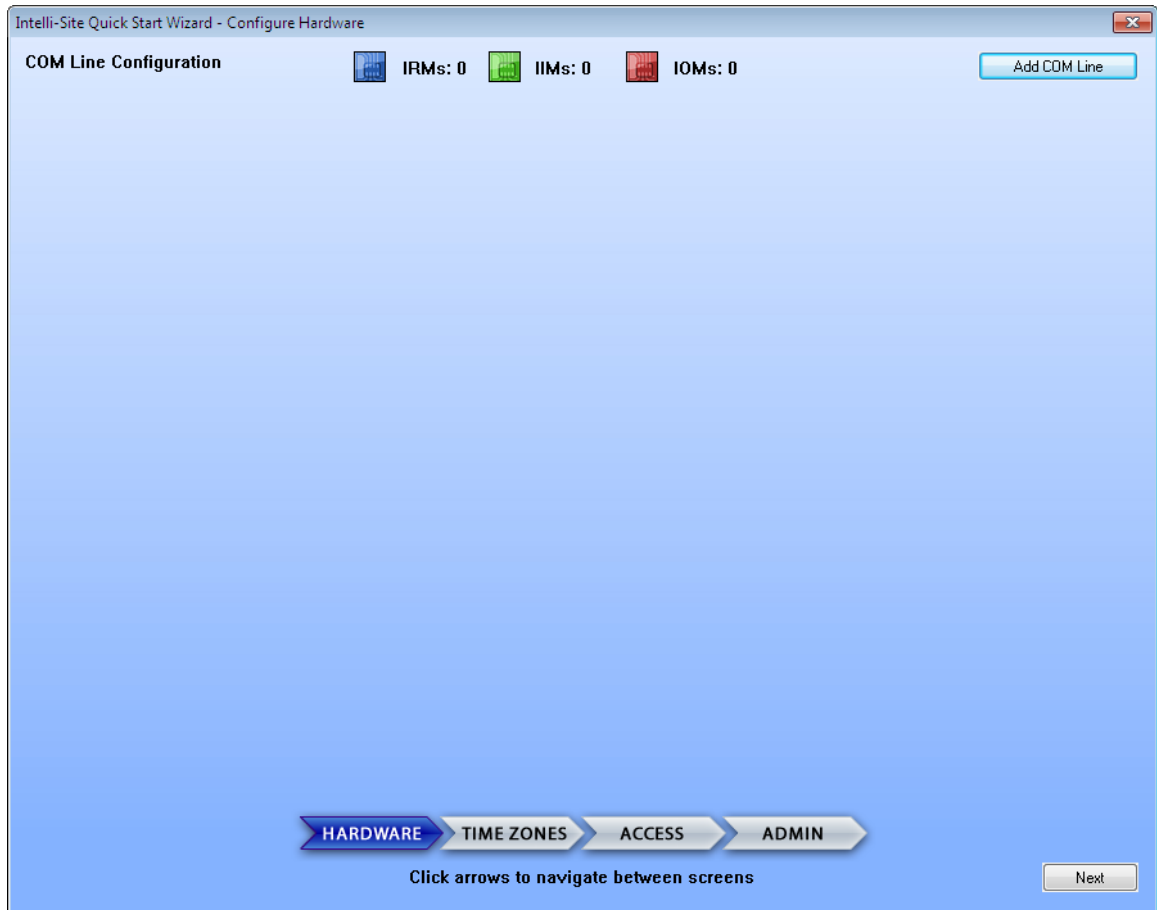 Intelli-Site Quick Start Wizard - Configure Hardware
COM Line Configuration
IRMs: 0
IIMs: 0
IOMs: 0
Add COM Line
HARDWARE
TIME ZONES
ACCESS
ADMIN
Click arrows to navigate between screens
Next